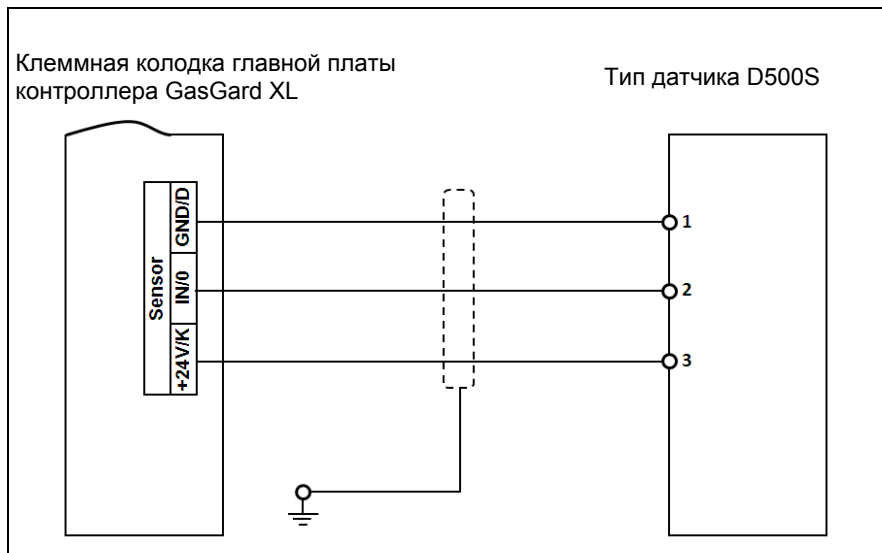 Клеммная колодка главной платы
контроллера GasGard XL
Тип датчика D500S
Sensor
GND/D
IN/0
+24V/K
1
2
3